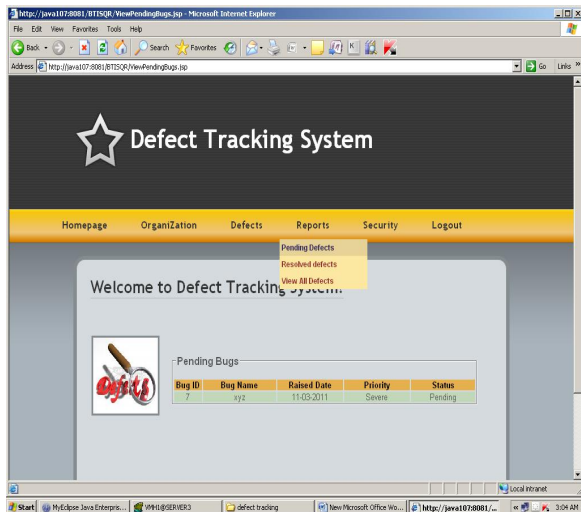 http://java107:8081/BTISQR/ViewPendingBugs.jsp - Microsoft Internet Explorer
File Edit View Favorites Tools Help
Back Search Favorites
Address http://java107:8081/BTISQR/ViewPendingBugs.jsp Go Links »
Defect Tracking System
Homepage OrganiZation Defects Reports Security Logout
Pending Defects
Resolved defects
View All Defects
Welcome to Defect Tracking System!
Pending Bugs
Bug ID Bug Name Raised Date Priority Status
7 xyz 11-03-2011 Severe Pending
Local intranet
Start MyEclipse Java Enterpris... VMH1@SERVER3 defect tracking New Microsoft Office Wo... http://java107:8081/... « 3:04 AM